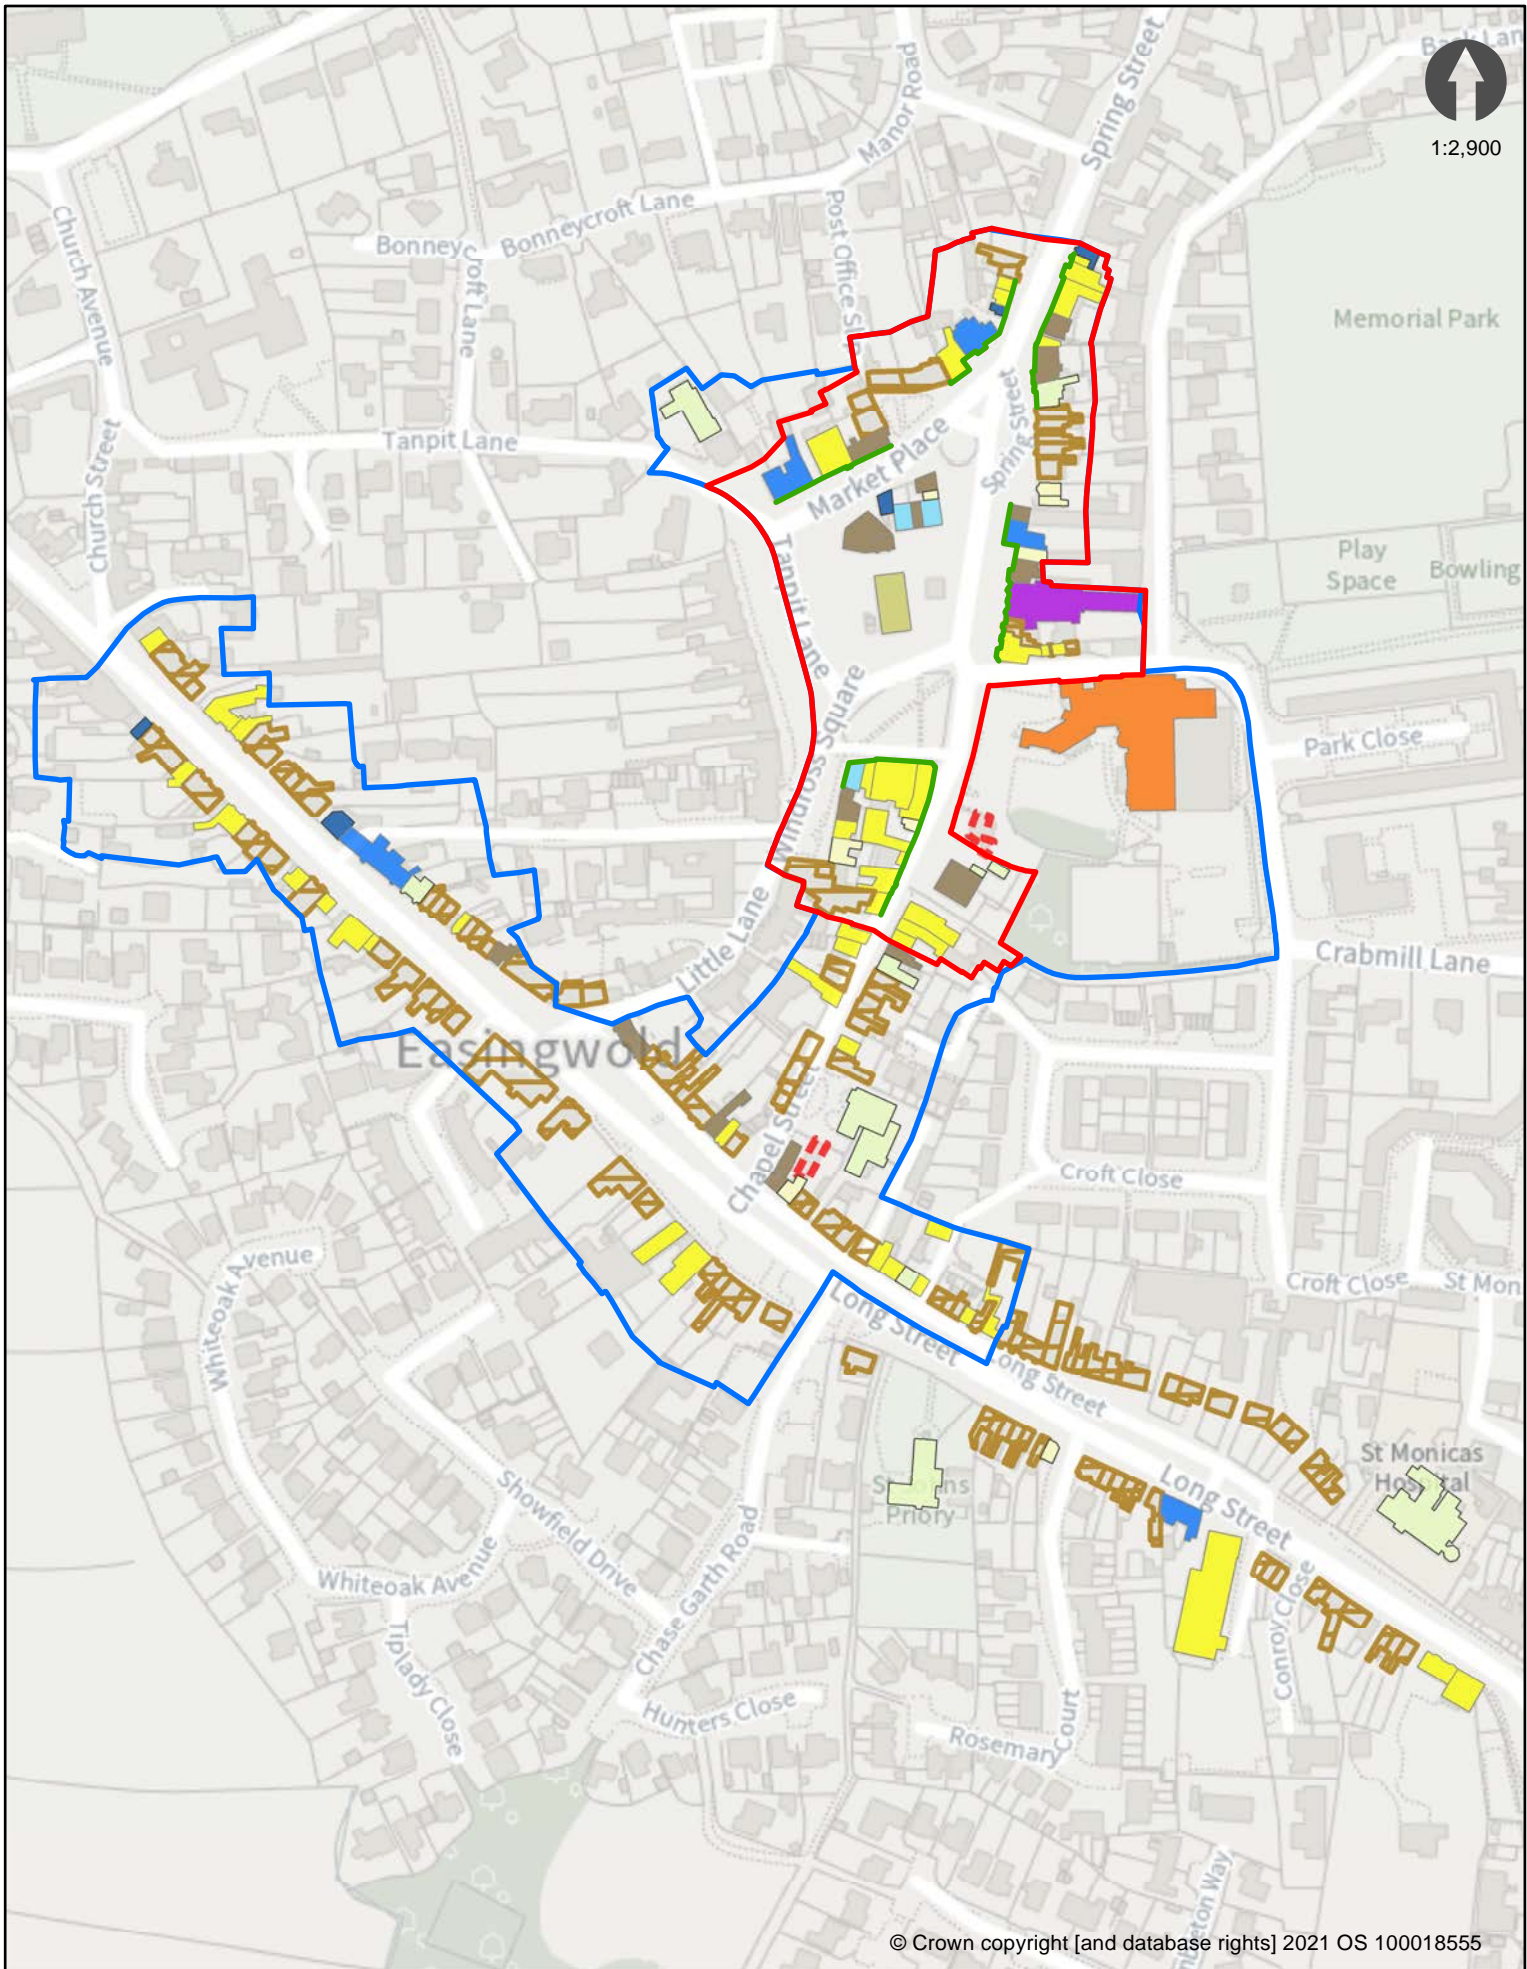 Back Lan
1:2,900
Spring Street
Manor Road
Bonneycroft Lane
Bonney
Croft Lane
Post Office Slip
Church Avenue
Memorial Park
Tanpit Lane
Church Street
Market Place
Spring Street
Play
Space
Bowling
Tanpit Lane
Windross Square
Park Close
Little Lane
Crabmill Lane
Easingwold
Chapel Street
Croft Close
Whiteoak Avenue
Croft Close
St Mon
Long Street
Long Street
St Monicas
Hospital
Long Street
St Johns
Priory
Showfield Drive
Whiteoak Avenue
Chase Garth Road
Tiplady Close
Conroy Close
Hunters Close
Rosemary Court
© Crown copyright [and database rights] 2021 OS 100018555